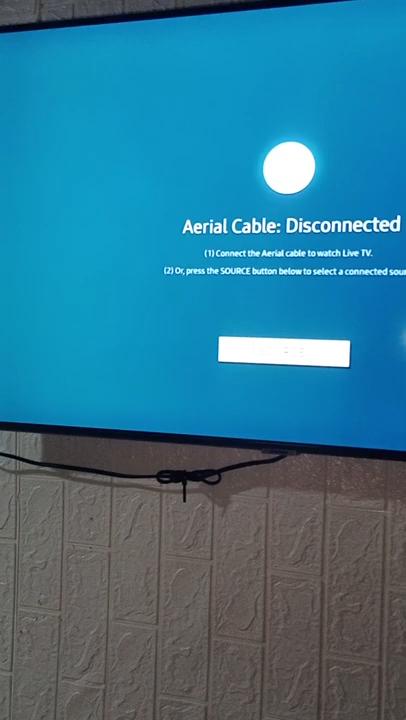 Aerial Cable: Disconnected
(1) Connect the Aerial cable to watch Live TV.
(2) Or, press the SOURCE button below to select a connected